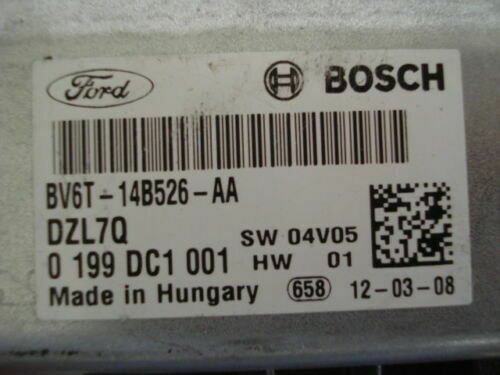 Ford BOSCH
BV6T-14B526-AA
DZL7Q
SW 04V05
0 199 DC1 001 HW 01
Made in Hungary 658 12-03-08